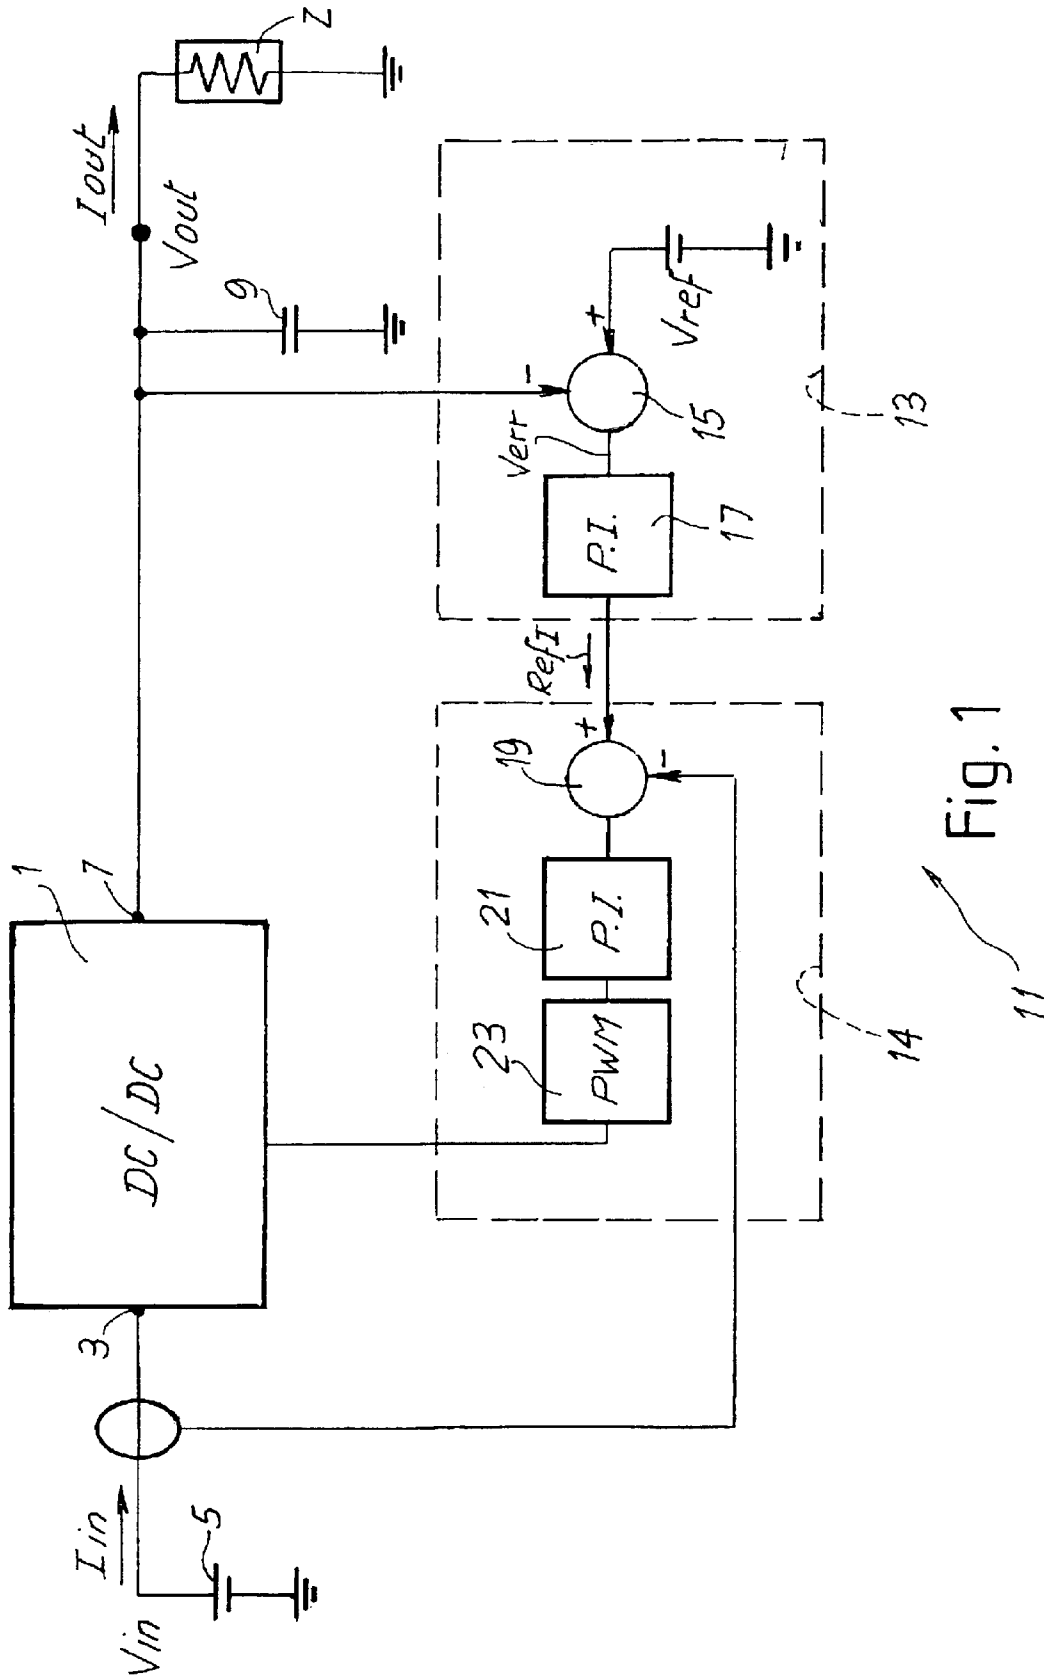 1
DC/DC
3
7
Iin
Vin
5
Iout
Vout
9
Z
19
+
-
RefI
21
P.I.
23
PWM
14
Verr
-
+
15
P.I.
17
Vref
13
11
Fig. 1